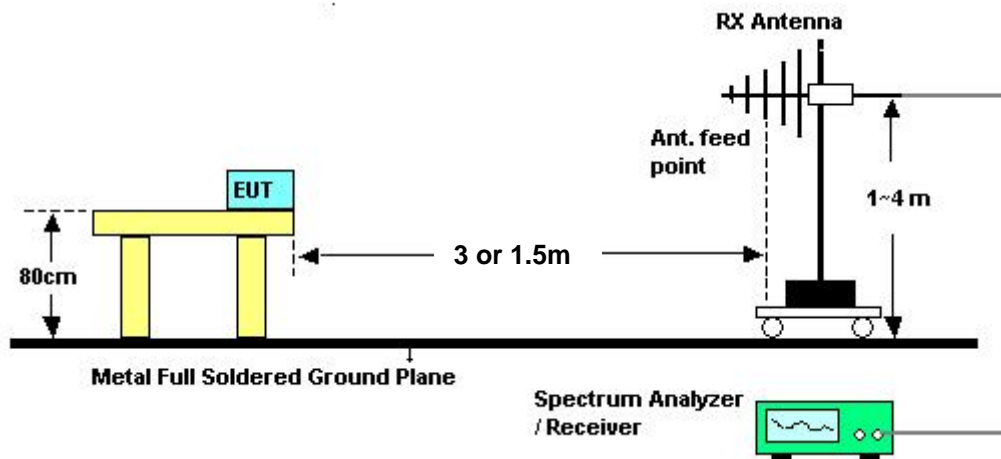 RX Antenna
Ant. feed
point
EUT
1~4 m
3 or 1.5m
80cm
Metal Full Soldered Ground Plane
Spectrum Analyzer
/ Receiver